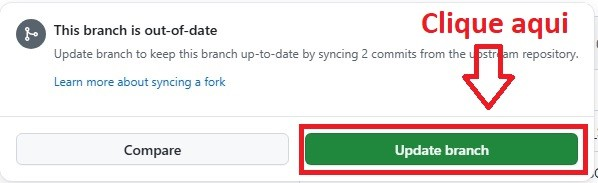 Clique aqui
This branch is out-of-date
Update branch to keep this branch up-to-date by syncing 2 commits from the upstream repository.
Learn more about syncing a fork
Compare
Update branch